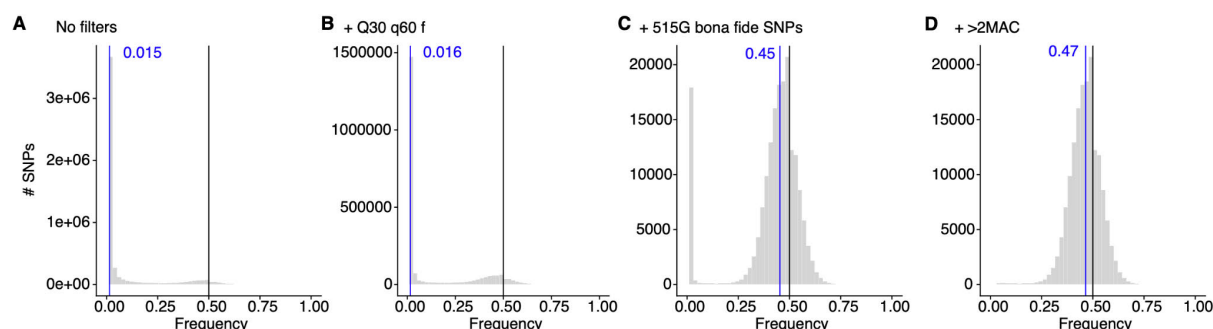 A No filters
0.015
# SNPs
3e+06
2e+06
1e+06
0e+00
0.00 0.25 0.50 0.75 1.00
Frequency
B + Q30 q60 f
0.016
1500000
1000000
500000
0
0.00 0.25 0.50 0.75 1.00
Frequency
C + 515G bona fide SNPs
0.45
20000
15000
10000
5000
0
0.00 0.25 0.50 0.75 1.00
Frequency
D + >2MAC
0.47
20000
15000
10000
5000
0
0.00 0.25 0.50 0.75 1.00
Frequency